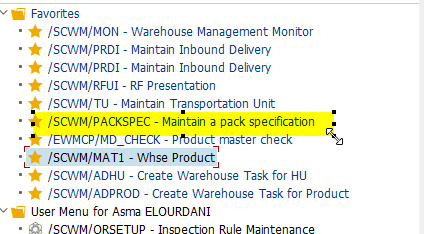 Favorites
/SCWM/MON - Warehouse Management Monitor
/SCWM/PRDI - Maintain Inbound Delivery
/SCWM/PRDI - Maintain Inbound Delivery
/SCWM/RFUI - RF Presentation
/SCWM/TU - Maintain Transportation Unit
/SCWM/PACKSPEC - Maintain a pack specification
/EWMCP/MD_CHECK - Product master check
/SCWM/MAT1 - Whse Product
/SCWM/ADHU - Create Warehouse Task for HU
/SCWM/ADPROD - Create Warehouse Task for Product
User Menu for Asma ELOURDANI
/SCWM/QRSETUP - Inspection Rule Maintenance